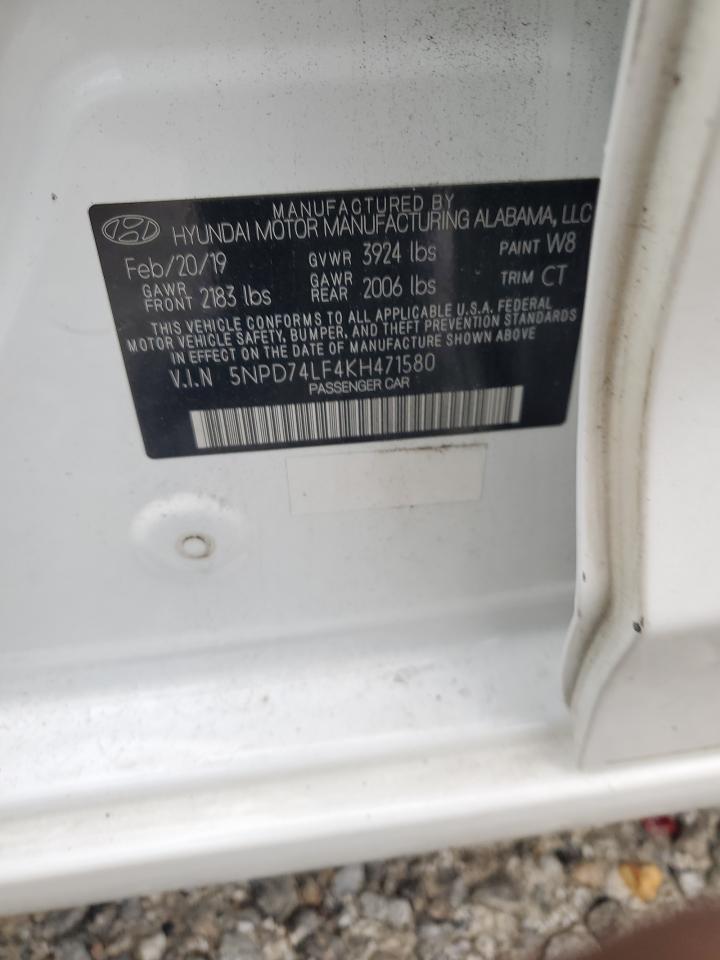 MANUFACTURED BY
HYUNDAI MOTOR MANUFACTURING ALABAMA, LLC
Feb/20/19 GVWR 3924 lbs PAINT W8
GAWR FRONT 2183 lbs GAWR REAR 2006 lbs TRIM CT
THIS VEHICLE CONFORMS TO ALL APPLICABLE U.S.A. FEDERAL
MOTOR VEHICLE SAFETY, BUMPER, AND THEFT PREVENTION STANDARDS
IN EFFECT ON THE DATE OF MANUFACTURE SHOWN ABOVE
V.I.N 5NPD74LF4KH471580
PASSENGER CAR